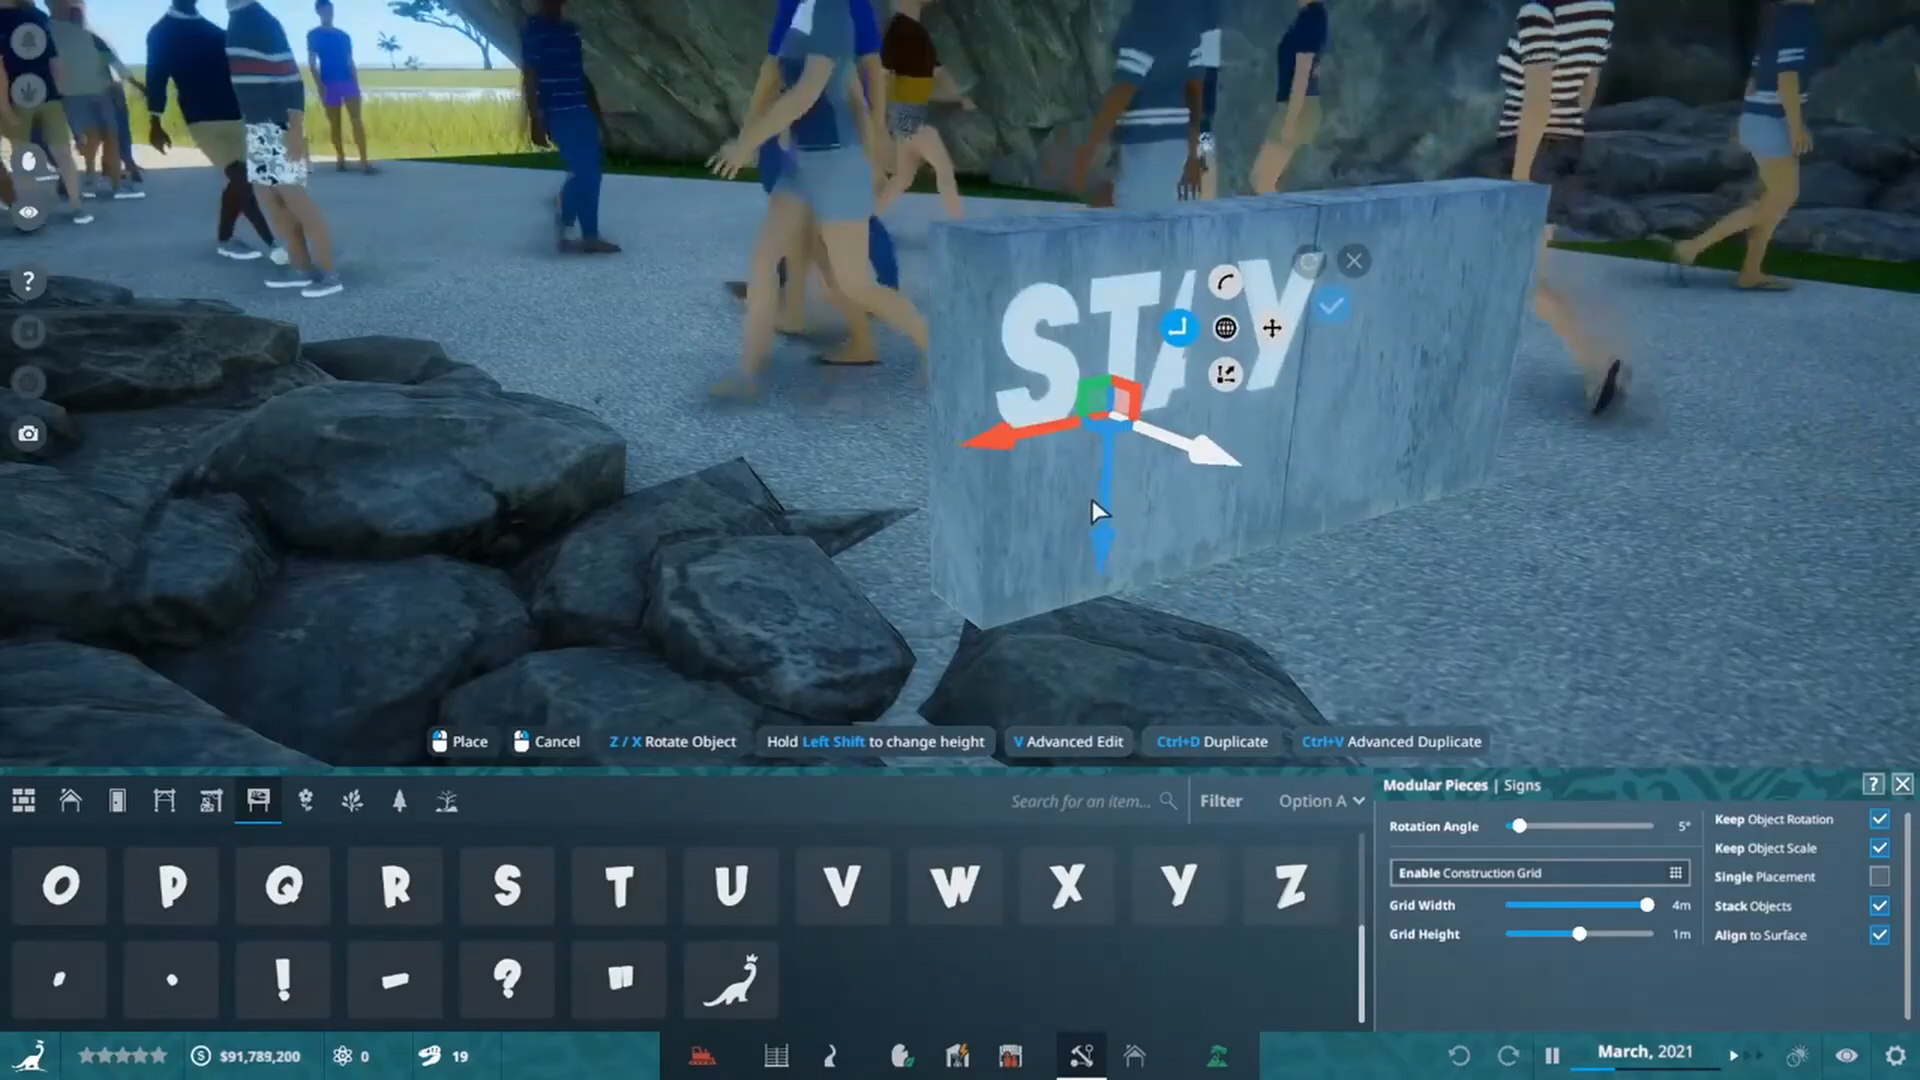 ?
STAY
Place
Cancel
Z / X Rotate Object
Hold Left Shift to change height
V Advanced Edit
Ctrl+D Duplicate
Ctrl+V Advanced Duplicate
Search for an item...
Filter
Option A
Modular Pieces | Signs
?
Rotation Angle
5°
Keep Object Rotation
Keep Object Scale
Enable Construction Grid
Single Placement
Grid Width
4m
Stack Objects
Grid Height
1m
Align to Surface
O P Q R S T U V W X Y Z
' . ! - ? "
$91,789,200
0
19
March, 2021